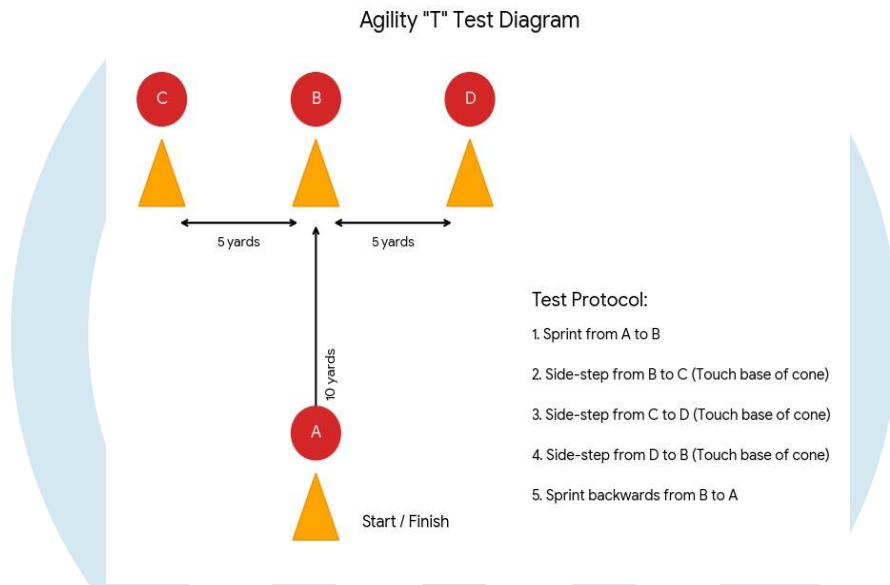 Agility "T" Test Diagram
C
B
D
5 yards
5 yards
10 yards
A
Start / Finish
Test Protocol:
1. Sprint from A to B
2. Side-step from B to C (Touch base of cone)
3. Side-step from C to D (Touch base of cone)
4. Side-step from D to B (Touch base of cone)
5. Sprint backwards from B to A